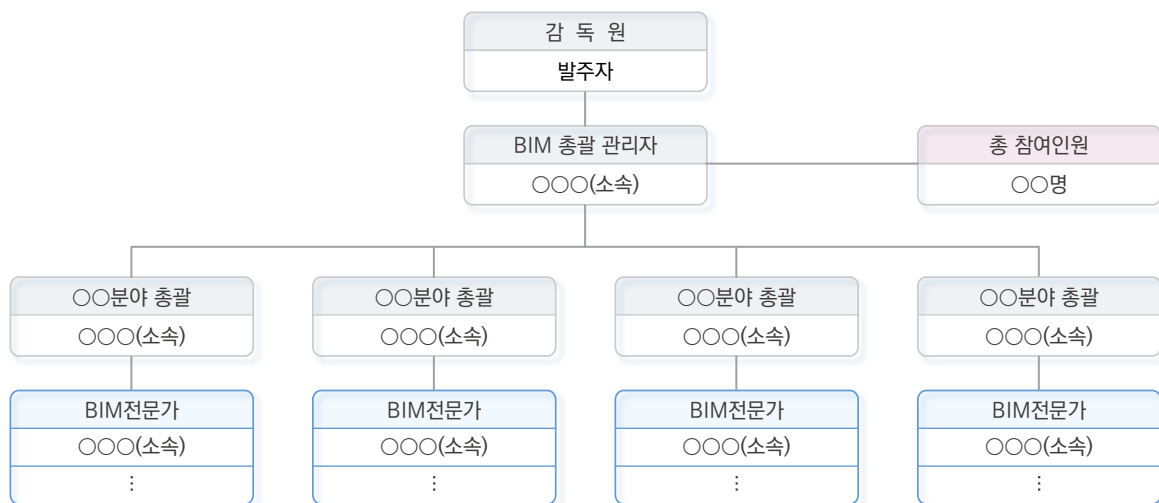 감 독 원
발주자
BIM 총괄 관리자
○○○(소속)
총 참여인원
○○명
○○분야 총괄
○○○(소속)
○○분야 총괄
○○○(소속)
○○분야 총괄
○○○(소속)
○○분야 총괄
○○○(소속)
BIM전문가
○○○(소속)
⋮
BIM전문가
○○○(소속)
⋮
BIM전문가
○○○(소속)
⋮
BIM전문가
○○○(소속)
⋮